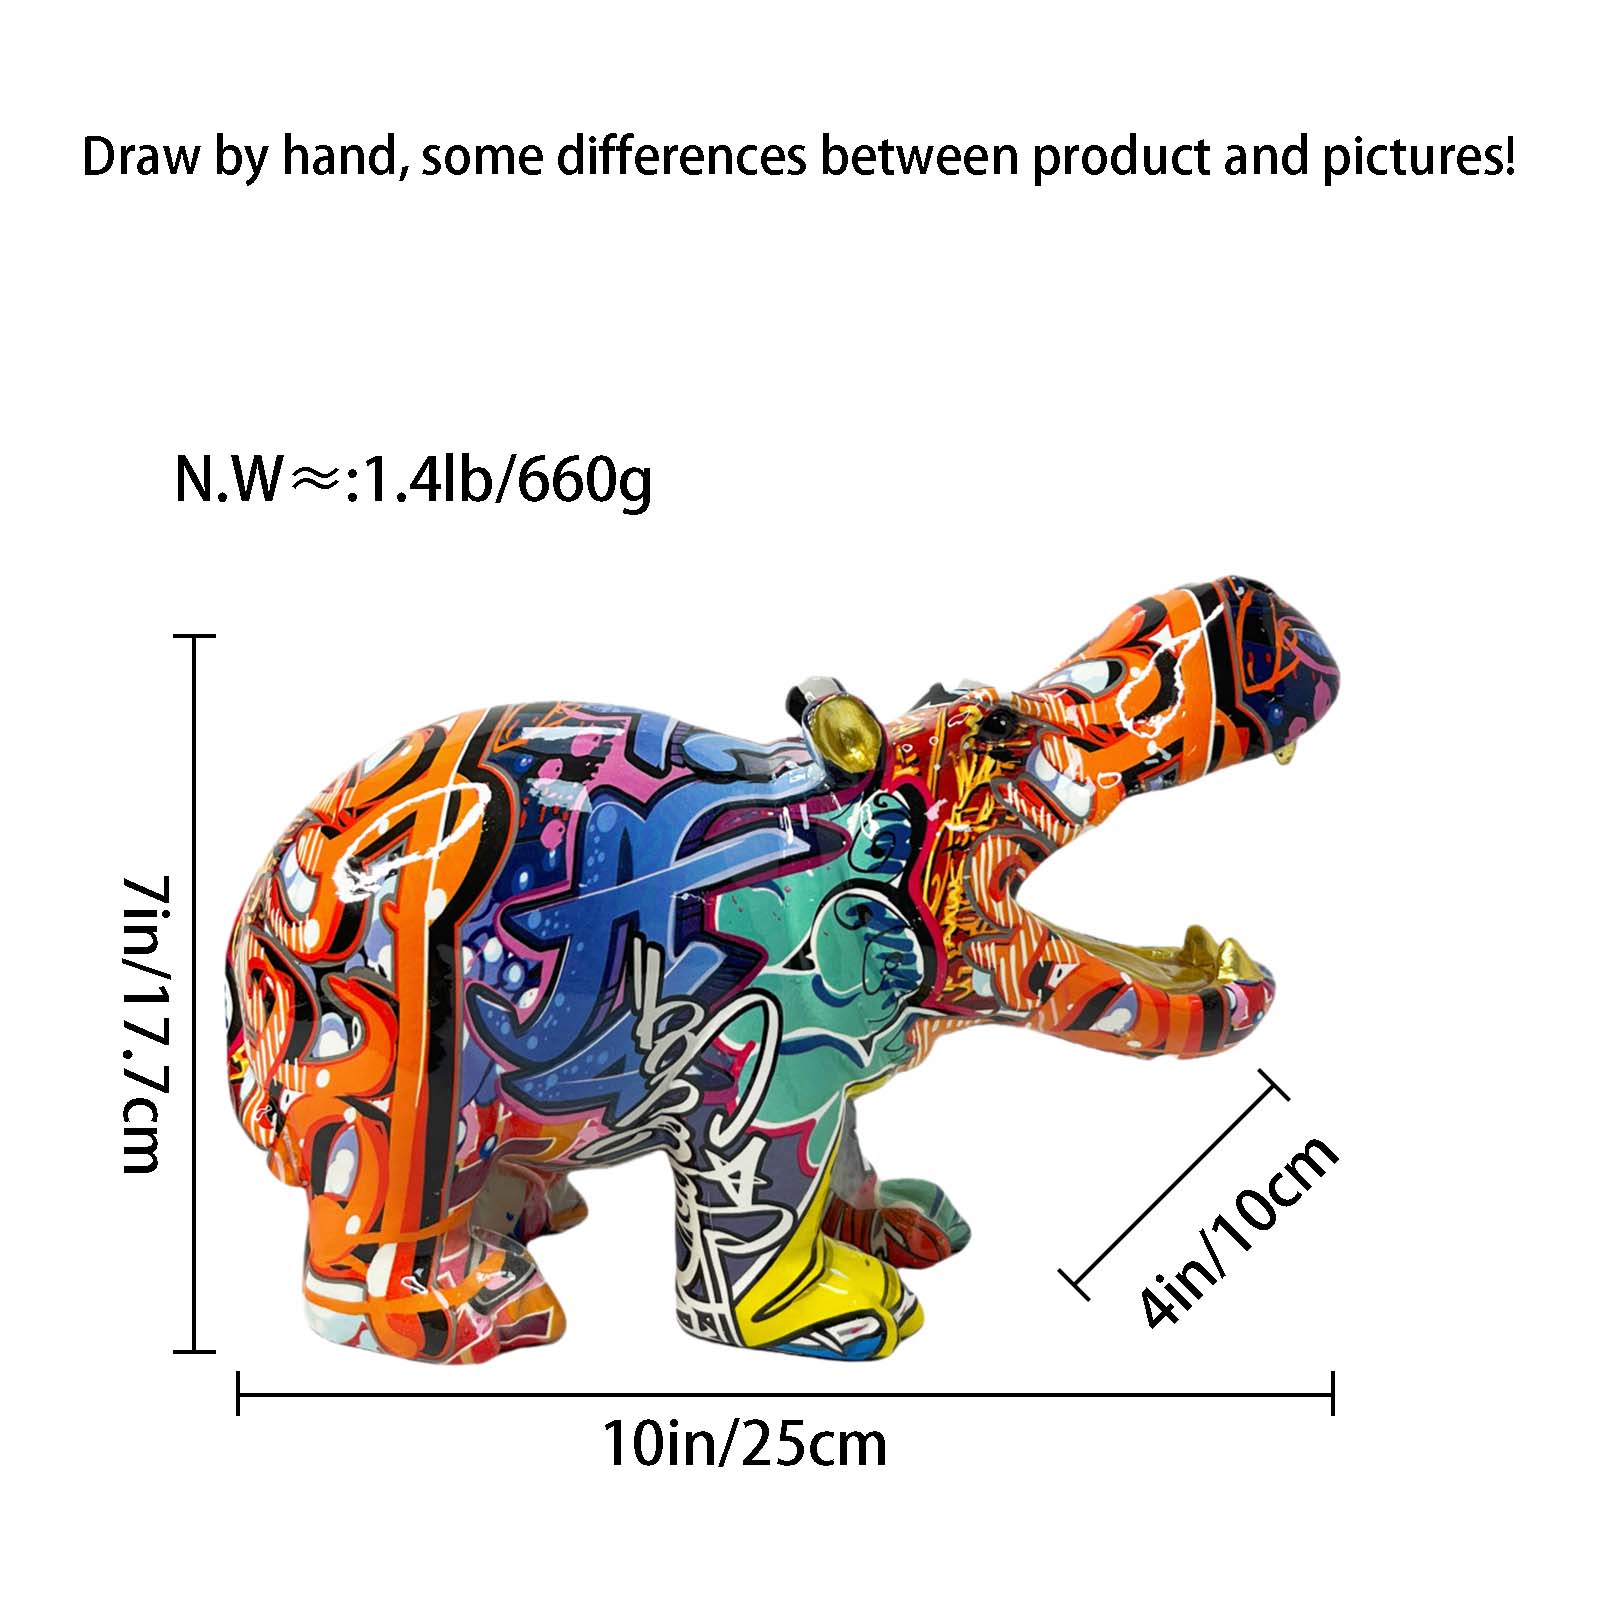 Draw by hand, some differences between product and pictures!
N.W≈:1.4lb/660g
7in/17.7cm
4in/10cm
10in/25cm